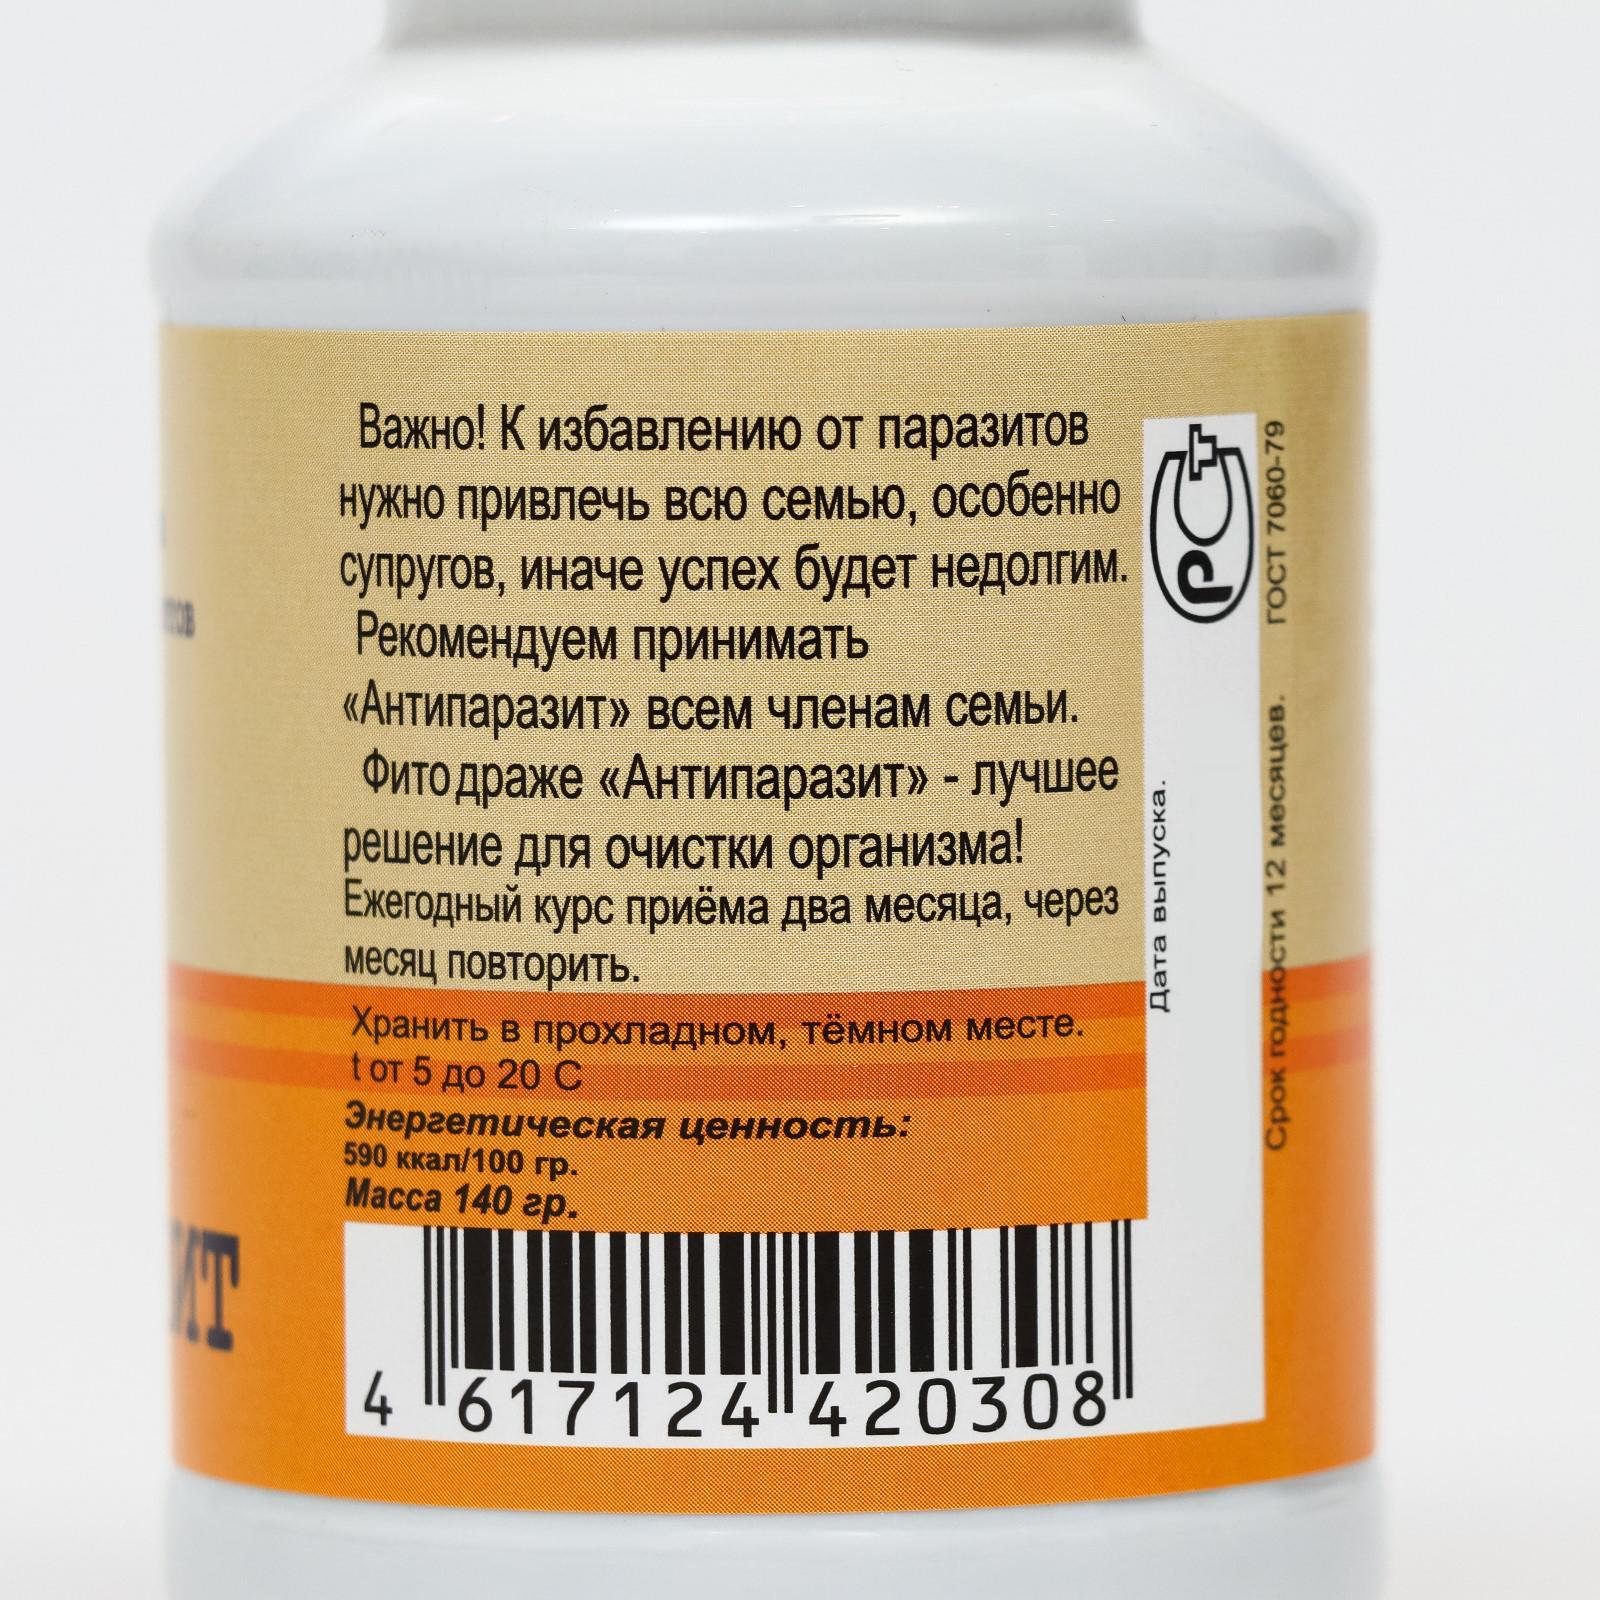 Важно! К избавлению от паразитов
нужно привлечь всю семью, особенно
супругов, иначе успех будет недолгим.
Рекомендуем принимать
«Антипаразит» всем членам семьи.
Фитодраже «Антипаразит» - лучшее
решение для очистки организма!
Ежегодный курс приёма два месяца, через
месяц повторить.
Хранить в прохладном, тёмном месте.
t от 5 до 20 С
Энергетическая ценность:
590 ккал/100 гр.
Масса 140 гр.
4 617124 420308
Дата выпуска.
РСТ
Срок годности 12 месяцев. ГОСТ 7060-79